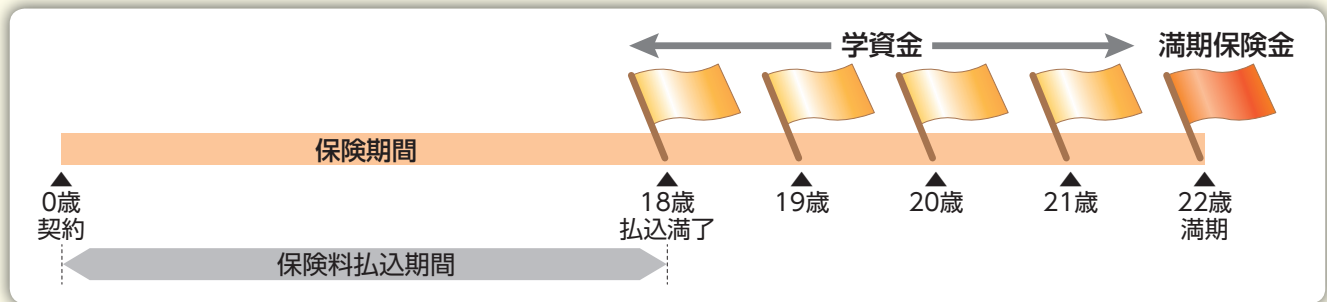 学資金
満期保険金
保険期間
0歳
契約
18歳
払込満了
19歳
20歳
21歳
22歳
満期
保険料払込期間